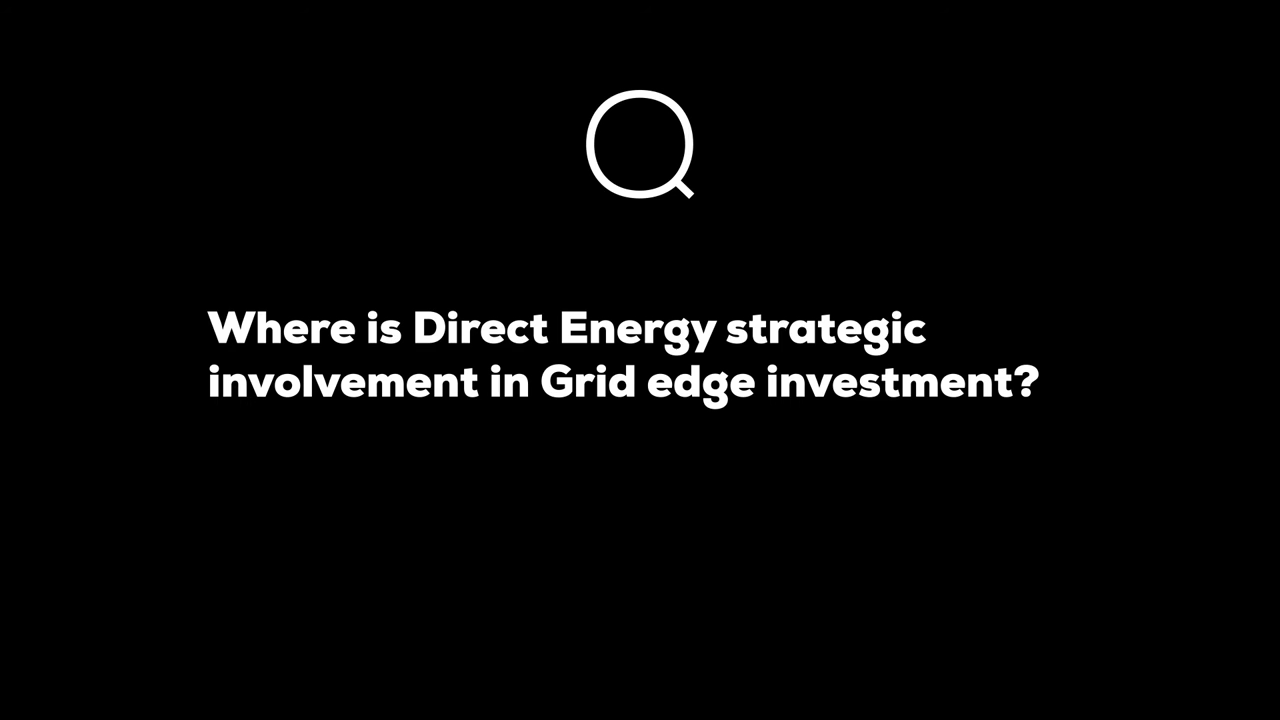 Q
Where is Direct Energy strategic
involvement in Grid edge investment?